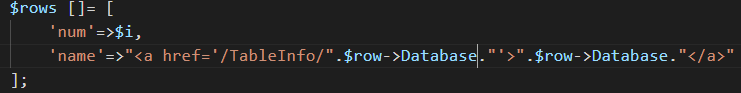 $rows []= [
'num'=>$i,
'name'=>"<a href='/TableInfo/".$row->Database."'>".$row->Database."</a>"
];